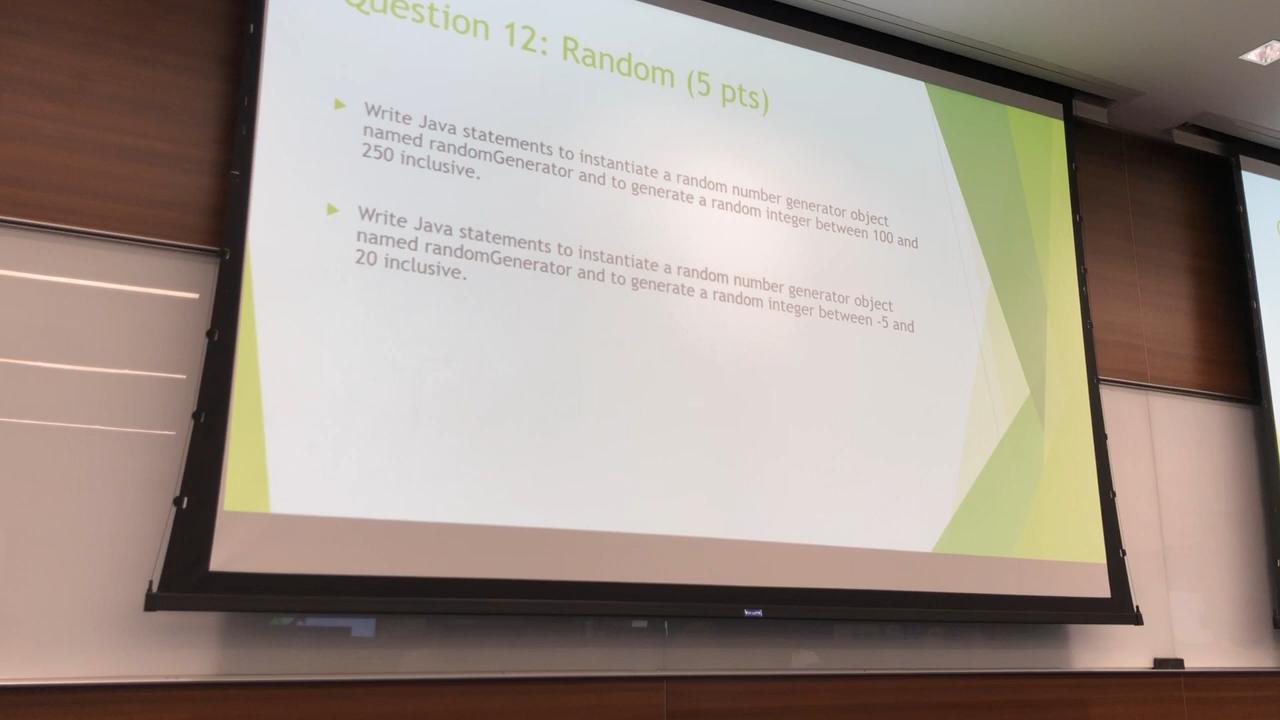 Question 12: Random (5 pts)
Write Java statements to instantiate a random number generator object
named randomGenerator and to generate a random integer between 100 and
250 inclusive.
Write Java statements to instantiate a random number generator object
named randomGenerator and to generate a random integer between -5 and
20 inclusive.